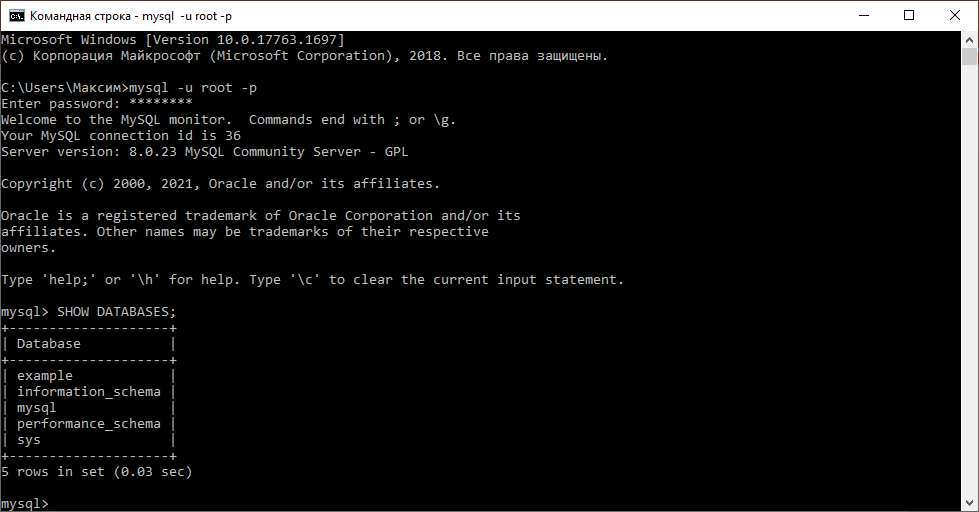 Командная строка - mysql -u root -p
Microsoft Windows [Version 10.0.17763.1697]
(c) Корпорация Майкрософт (Microsoft Corporation), 2018. Все права защищены.
C:\Users\Максим>mysql -u root -p
Enter password: ********
Welcome to the MySQL monitor.  Commands end with ; or \g.
Your MySQL connection id is 36
Server version: 8.0.23 MySQL Community Server - GPL
Copyright (c) 2000, 2021, Oracle and/or its affiliates.
Oracle is a registered trademark of Oracle Corporation and/or its
affiliates. Other names may be trademarks of their respective
owners.
Type 'help;' or '\h' for help. Type '\c' to clear the current input statement.
mysql> SHOW DATABASES;
+--------------------+
| Database           |
+--------------------+
| example            |
| information_schema |
| mysql              |
| performance_schema |
| sys                |
+--------------------+
5 rows in set (0.03 sec)
mysql>